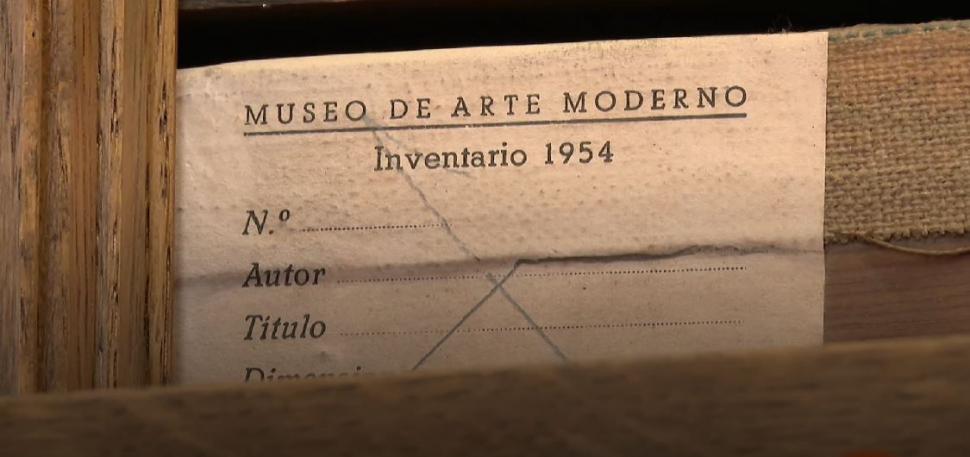 MUSEO DE ARTE MODERNO
Inventario 1954
N.º
Autor
Título